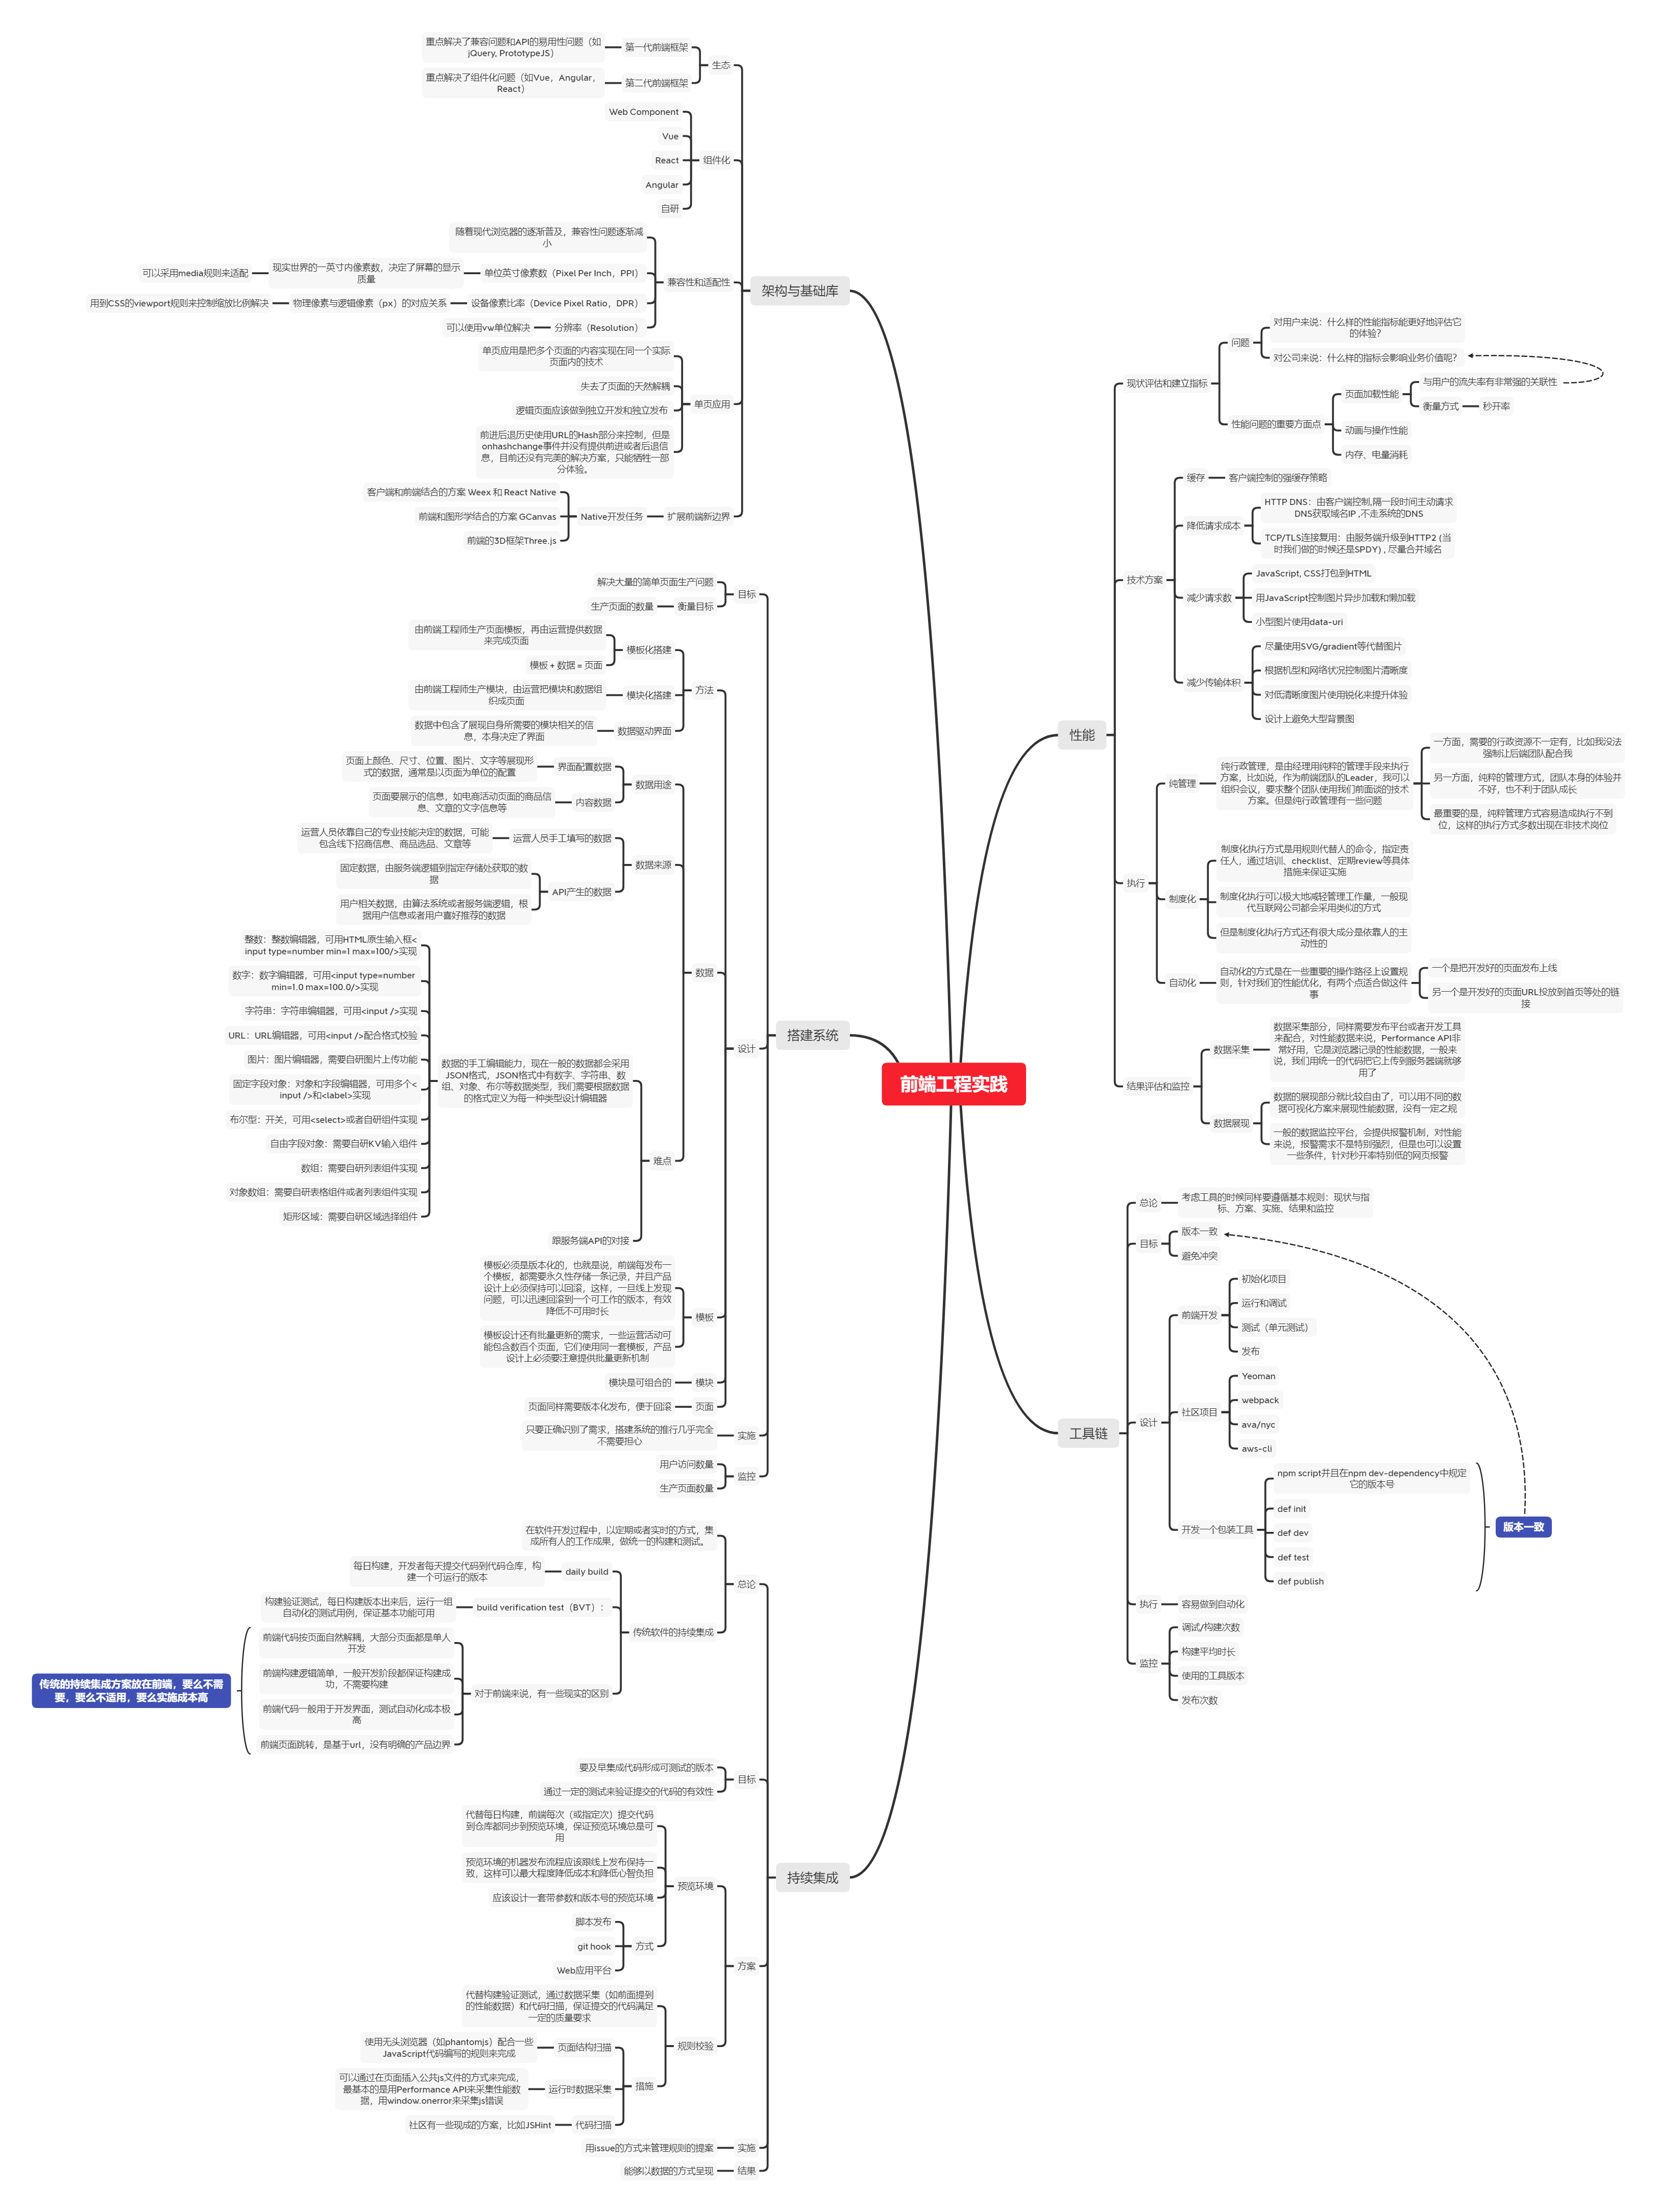 前端工程实践
架构与基础库
生态
第一代前端框架
重点解决了兼容问题和API的易用性问题（如
jQuery, PrototypeJS）
第二代前端框架
重点解决了组件化问题（如Vue，Angular，
React）
组件化
Web Component
Vue
React
Angular
自研
兼容性和适配性
随着现代浏览器的逐渐普及，兼容性问题逐渐减
小
单位英寸像素数（Pixel Per Inch，PPI）
现实世界的一英寸内像素数，决定了屏幕的显示
质量
可以采用media规则来适配
设备像素比率（Device Pixel Ratio，DPR）
物理像素与逻辑像素（px）的对应关系
用到CSS的viewport规则来控制缩放比例解决
分辨率（Resolution）
可以使用vw单位解决
单页应用
单页应用是把多个页面的内容实现在同一个实际
页面内的技术
失去了页面的天然解耦
逻辑页面应该做到独立开发和独立发布
前进后退历史使用URL的Hash部分来控制，但是
onhashchange事件并没有提供前进或者后退信
息，目前还没有完美的解决方案，只能牺牲一部
分体验。
扩展前端新边界
Native开发任务
客户端和前端结合的方案 Weex 和 React Native
前端和图形学结合的方案 GCanvas
前端的3D框架Three.js
搭建系统
目标
解决大量的简单页面生产问题
衡量目标
生产页面的数量
设计
方法
模板化搭建
由前端工程师生产页面模板，再由运营提供数据
来完成页面
模板 + 数据 = 页面
模块化搭建
由前端工程师生产模块，由运营把模块和数据组
织成页面
数据驱动界面
数据中包含了展现自身所需要的模块相关的信
息，本身决定了界面
数据
数据用途
界面配置数据
页面上颜色、尺寸、位置、图片、文字等展现形
式的数据，通常是以页面为单位的配置
内容数据
页面要展示的信息，如电商活动页面的商品信
息、文章的文字信息等
数据来源
运营人员手工填写的数据
运营人员依靠自己的专业技能决定的数据，可能
包含线下招商信息、商品选品、文章等
API产生的数据
固定数据，由服务端逻辑到指定存储处获取的数
据
用户相关数据，由算法系统或者服务端逻辑，根
据用户信息或者用户喜好推荐的数据
难点
数据的手工编辑能力，现在一般的数据都会采用
JSON格式，JSON格式中有数字、字符串、数
组、对象、布尔等数据类型，我们需要根据数据
的格式定义为每一种类型设计编辑器
整数：整数编辑器，可用HTML原生输入框<
input type=number min=1 max=100/>实现
数字：数字编辑器，可用<input type=number
min=1.0 max=100.0/>实现
字符串：字符串编辑器，可用<input />实现
URL：URL编辑器，可用<input />配合格式校验
图片：图片编辑器，需要自研图片上传功能
固定字段对象：对象和字段编辑器，可用多个<
input />和<label>实现
布尔型：开关，可用<select>或者自研组件实现
自由字段对象：需要自研KV输入组件
数组：需要自研列表组件实现
对象数组：需要自研表格组件或者列表组件实现
矩形区域：需要自研区域选择组件
跟服务端API的对接
模板
模板必须是版本化的，也就是说，前端每发布一
个模板，都需要永久性存储一条记录，并且产品
设计上必须保持可以回滚，这样，一旦线上发现
问题，可以迅速回滚到一个可工作的版本，有效
降低不可用时长
模板设计还有批量更新的需求，一些运营活动可
能包含数百个页面，它们使用同一套模板，产品
设计上必须要注意提供批量更新机制
模块
模块是可组合的
页面
页面同样需要版本化发布，便于回滚
实施
只要正确识别了需求，搭建系统的推行几乎完全
不需要担心
监控
用户访问数量
生产页面数量
持续集成
总论
在软件开发过程中，以定期或者实时的方式，集
成所有人的工作成果，做统一的构建和测试。
传统软件的持续集成
daily build
每日构建，开发者每天提交代码到代码仓库，构
建一个可运行的版本
build verification test（BVT）：
构建验证测试，每日构建版本出来后，运行一组
自动化的测试用例，保证基本功能可用
对于前端来说，有一些现实的区别
前端代码按页面自然解耦，大部分页面都是单人
开发
前端构建逻辑简单，一般开发阶段都保证构建成
功，不需要构建
前端代码一般用于开发界面，测试自动化成本极
高
前端页面跳转，是基于url，没有明确的产品边界
传统的持续集成方案放在前端，要么不需
要，要么不适用，要么实施成本高
目标
要及早集成代码形成可测试的版本
通过一定的测试来验证提交的代码的有效性
方案
预览环境
代替每日构建，前端每次（或指定次）提交代码
到仓库都同步到预览环境，保证预览环境总是可
用
预览环境的机器发布流程应该跟线上发布保持一
致，这样可以最大程度降低成本和降低心智负担
应该设计一套带参数和版本号的预览环境
方式
脚本发布
git hook
Web应用平台
规则校验
代替构建验证测试，通过数据采集（如前面提到
的性能数据）和代码扫描，保证提交的代码满足
一定的质量要求
措施
页面结构扫描
使用无头浏览器（如phantomjs）配合一些
JavaScript代码编写的规则来完成
运行时数据采集
可以通过在页面插入公共js文件的方式来完成，
最基本的是用Performance API来采集性能数
据，用window.onerror来采集js错误
代码扫描
社区有一些现成的方案，比如JSHint
实施
用issue的方式来管理规则的提案
结果
能够以数据的方式呈现
性能
现状评估和建立指标
问题
对用户来说：什么样的性能指标能更好地评估它
的体验？
对公司来说：什么样的指标会影响业务价值呢？
性能问题的重要方面点
页面加载性能
与用户的流失率有非常强的关联性
衡量方式
秒开率
动画与操作性能
内存、电量消耗
技术方案
缓存
客户端控制的强缓存策略
降低请求成本
HTTP DNS：由客户端控制,隔一段时间主动请求
DNS获取域名IP ,不走系统的DNS
TCP/TLS连接复用：由服务端升级到HTTP2 (当
时我们做的时候还是SPDY) , 尽量合并域名
减少请求数
JavaScript, CSS打包到HTML
用JavaScript控制图片异步加载和懒加载
小型图片使用data-uri
减少传输体积
尽量使用SVG/gradient等代替图片
根据机型和网络状况控制图片清晰度
对低清晰度图片使用锐化来提升体验
设计上避免大型背景图
执行
纯管理
纯行政管理，是由经理用纯粹的管理手段来执行
方案，比如说，作为前端团队的Leader，我可以
组织会议，要求整个团队使用我们前面谈的技术
方案。但是纯行政管理有一些问题
一方面，需要的行政资源不一定有，比如我没法
强制让后端团队配合我
另一方面，纯粹的管理方式，团队本身的体验并
不好，也不利于团队成长
最重要的是，纯粹管理方式容易造成执行不到
位，这样的执行方式多数出现在非技术岗位
制度化
制度化执行方式是用规则代替人的命令，指定责
任人，通过培训、checklist、定期review等具体
措施来保证实施
制度化执行可以极大地减轻管理工作量，一般现
代互联网公司都会采用类似的方式
但是制度化执行方式还有很大成分是依靠人的主
动性的
自动化
自动化的方式是在一些重要的操作路径上设置规
则，针对我们的性能优化，有两个点适合做这件
事
一个是把开发好的页面发布上线
另一个是开发好的页面URL投放到首页等处的链
接
结果评估和监控
数据采集
数据采集部分，同样需要发布平台或者开发工具
来配合，对性能数据来说，Performance API非
常好用，它是浏览器记录的性能数据，一般来
说，我们用统一的代码把它上传到服务器端就够
用了
数据展现
数据的展现部分就比较自由了，可以用不同的数
据可视化方案来展现性能数据，没有一定之规
一般的数据监控平台，会提供报警机制，对性能
来说，报警需求不是特别强烈，但是也可以设置
一些条件，针对秒开率特别低的网页报警
工具链
总论
考虑工具的时候同样要遵循基本规则：现状与指
标、方案、实施、结果和监控
目标
版本一致
避免冲突
设计
前端开发
初始化项目
运行和调试
测试（单元测试）
发布
社区项目
Yeoman
webpack
ava/nyc
aws-cli
开发一个包装工具
npm script并且在npm dev-dependency中规定
它的版本号
def init
def dev
def test
def publish
版本一致
执行
容易做到自动化
监控
调试/构建次数
构建平均时长
使用的工具版本
发布次数